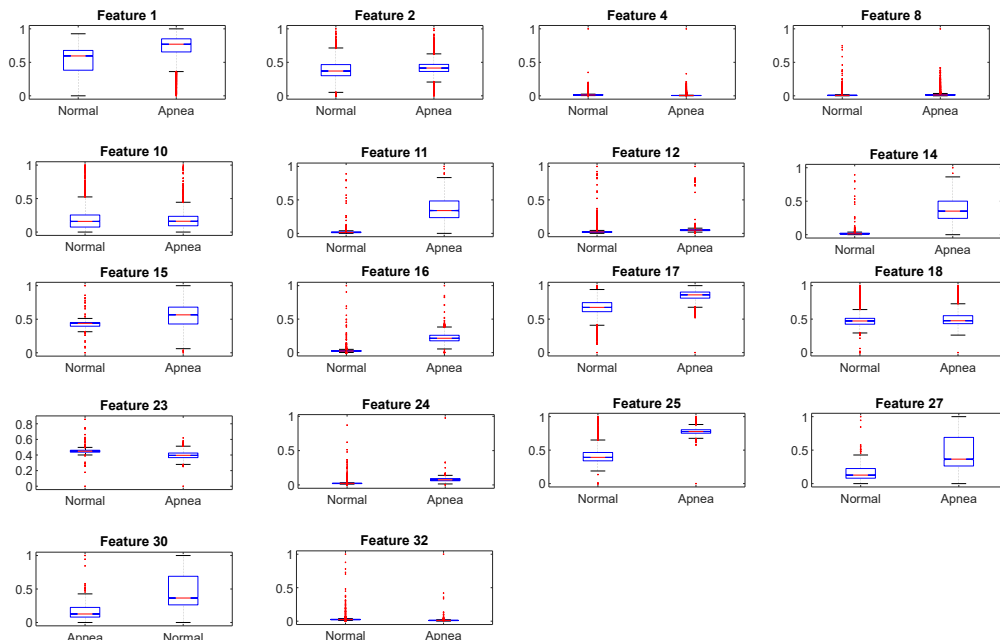 Feature 1
1
0.5
0
Normal
Apnea
Feature 2
1
0.5
0
Normal
Apnea
Feature 4
1
0.5
0
Normal
Apnea
Feature 8
1
0.5
0
Normal
Apnea
Feature 10
1
0.5
0
Normal
Apnea
Feature 11
1
0.5
0
Normal
Apnea
Feature 12
1
0.5
0
Normal
Apnea
Feature 14
1
0.5
0
Normal
Apnea
Feature 15
1
0.5
0
Normal
Apnea
Feature 16
1
0.5
0
Normal
Apnea
Feature 17
1
0.5
0
Normal
Apnea
Feature 18
1
0.5
0
Normal
Apnea
Feature 23
0.8
0.6
0.4
0.2
0
Normal
Apnea
Feature 24
1
0.5
0
Normal
Apnea
Feature 25
1
0.5
0
Normal
Apnea
Feature 27
1
0.5
0
Normal
Apnea
Feature 30
1
0.5
0
Apnea
Normal
Feature 32
1
0.5
0
Normal
Apnea